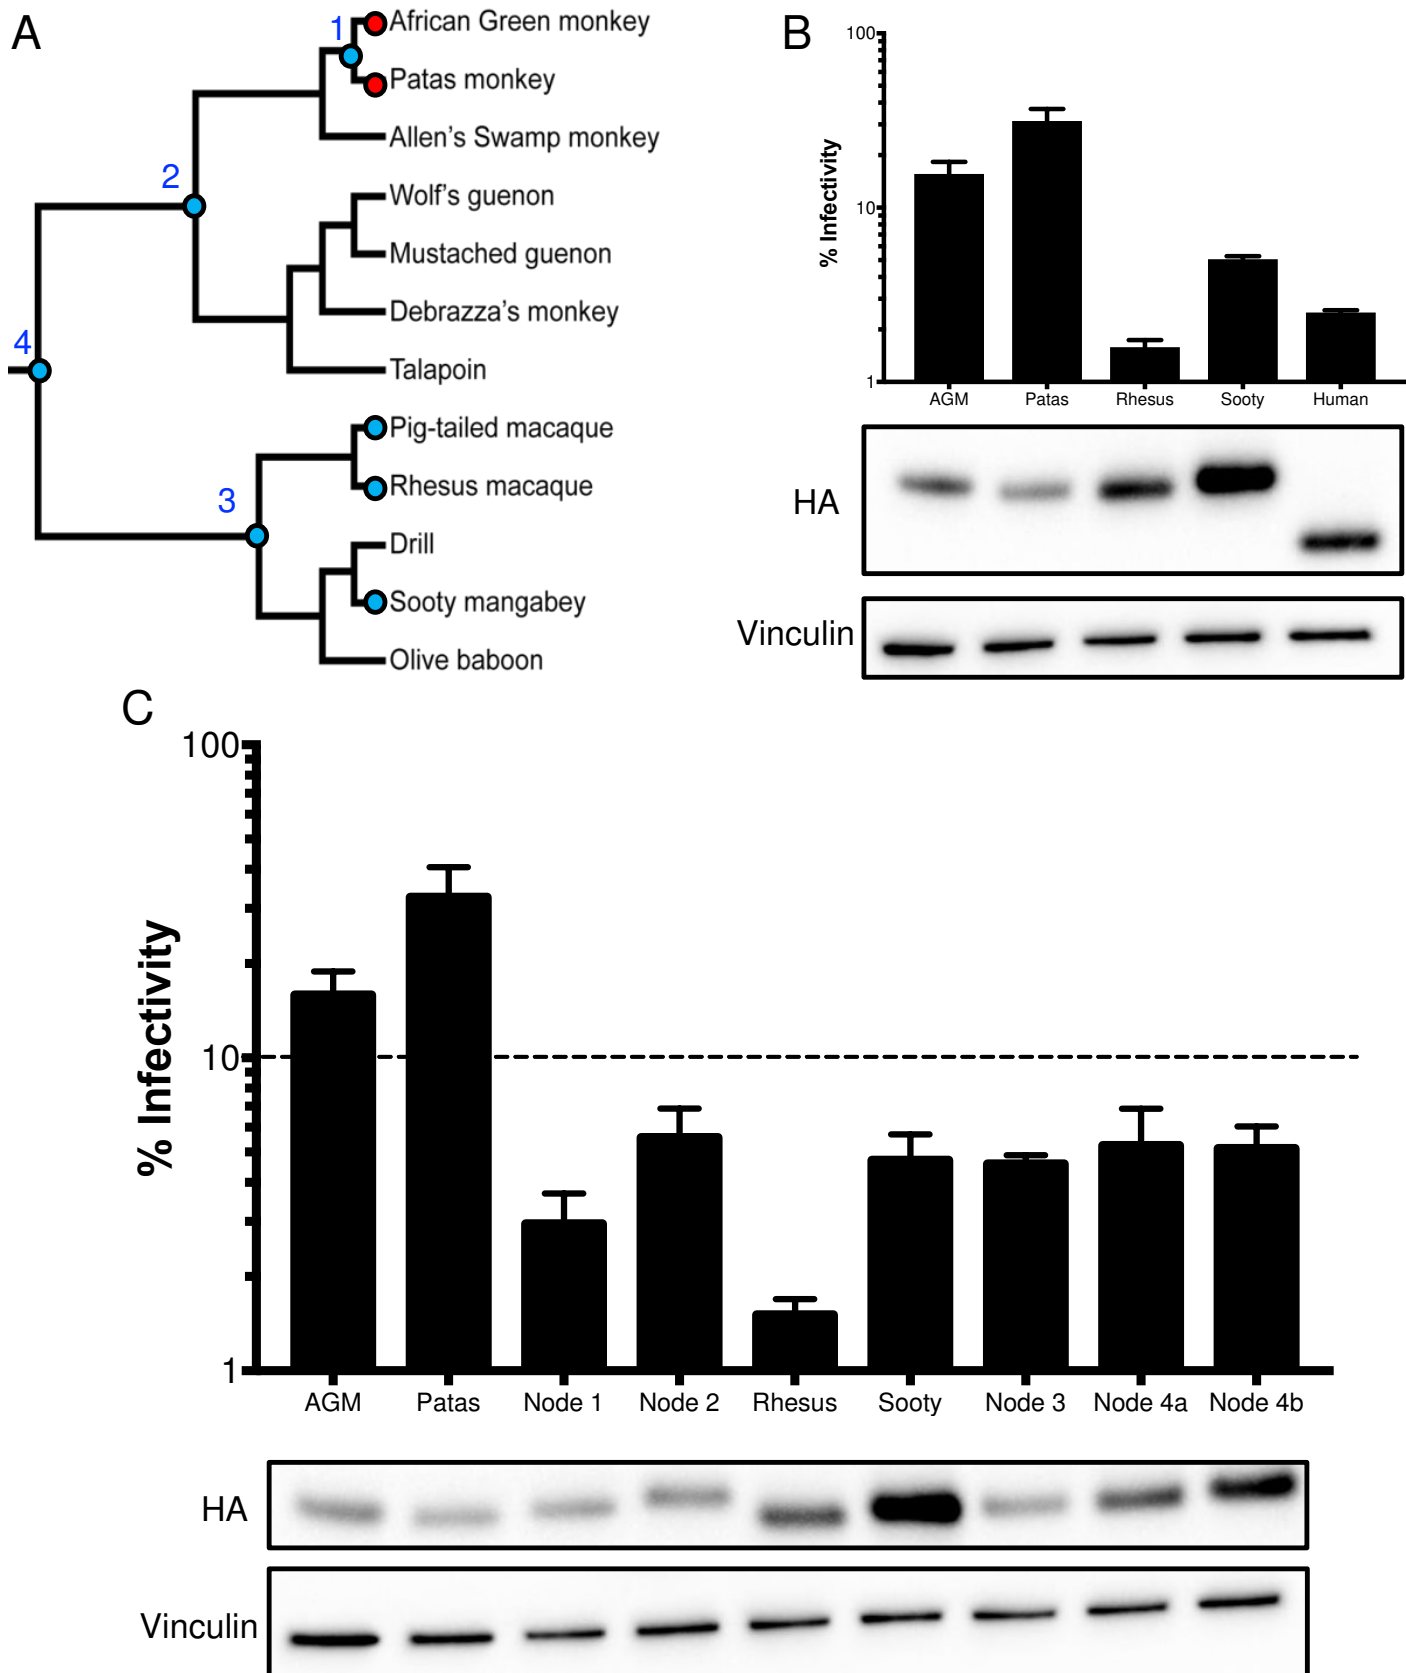 A
1
African Green monkey
Patas monkey
Allen's Swamp monkey
2
Wolf's guenon
Mustached guenon
Debrazza's monkey
4
Talapoin
Pig-tailed macaque
3
Rhesus macaque
Drill
Sooty mangabey
Olive baboon
B
100
10
1
% Infectivity
AGM Patas Rhesus Sooty Human
HA
Vinculin
C
100
10
1
% Infectivity
AGM Patas Node 1 Node 2 Rhesus Sooty Node 3 Node 4a Node 4b
HA
Vinculin